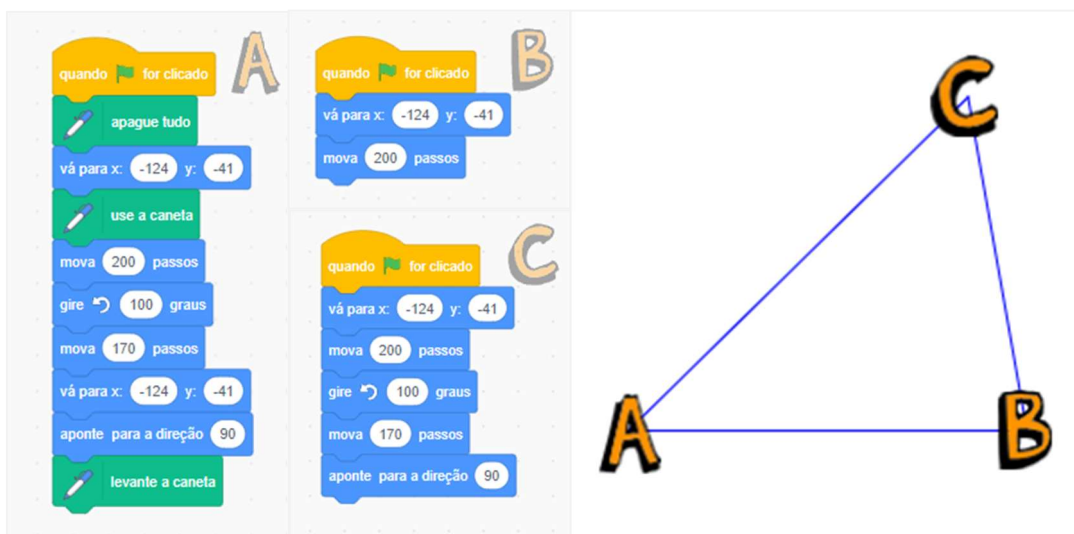 A
quando for clicado
apague tudo
vá para x: -124 y: -41
use a caneta
mova 200 passos
gire 100 graus
mova 170 passos
vá para x: -124 y: -41
aponte para a direção 90
levante a caneta
B
quando for clicado
vá para x: -124 y: -41
mova 200 passos
C
quando for clicado
vá para x: -124 y: -41
mova 200 passos
gire 100 graus
mova 170 passos
aponte para a direção 90
C
A
B